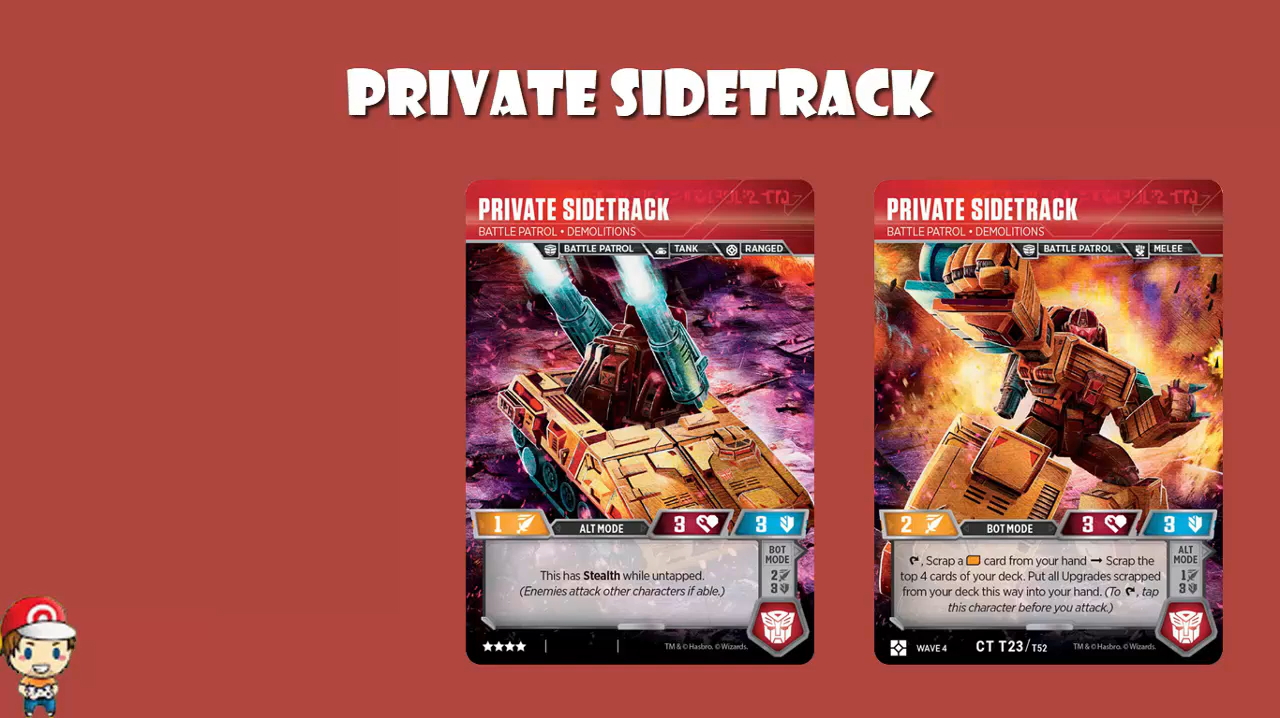 PRIVATE SIDETRACK
PRIVATE SIDETRACK
BATTLE PATROL • DEMOLITIONS
BATTLE PATROL TANK RANGED
1 ALT MODE 3 3
This has Stealth while untapped.
(Enemies attack other characters if able.)
BOT
MODE
2
3
★★★★ TM & © Hasbro. © Wizards.
PRIVATE SIDETRACK
BATTLE PATROL • DEMOLITIONS
BATTLE PATROL MELEE
2 BOT MODE 3 3
, Scrap a card from your hand → Scrap the
top 4 cards of your deck. Put all Upgrades scrapped
from your deck this way into your hand. (To , tap
this character before you attack.)
ALT
MODE
1
3
WAVE 4 CT T23/T52 TM & © Hasbro. © Wizards.